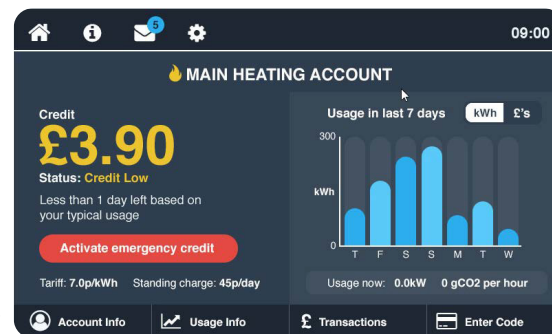 5
09:00
MAIN HEATING ACCOUNT
Credit
£3.90
Status: Credit Low
Less than 1 day left based on
your typical usage
Activate emergency credit
Tariff: 7.0p/kWh Standing charge: 45p/day
Usage in last 7 days kWh £'s
300
kWh
0
T F S S M T W
Usage now: 0.0kW 0 gCO2 per hour
Account Info Usage Info £ Transactions Enter Code